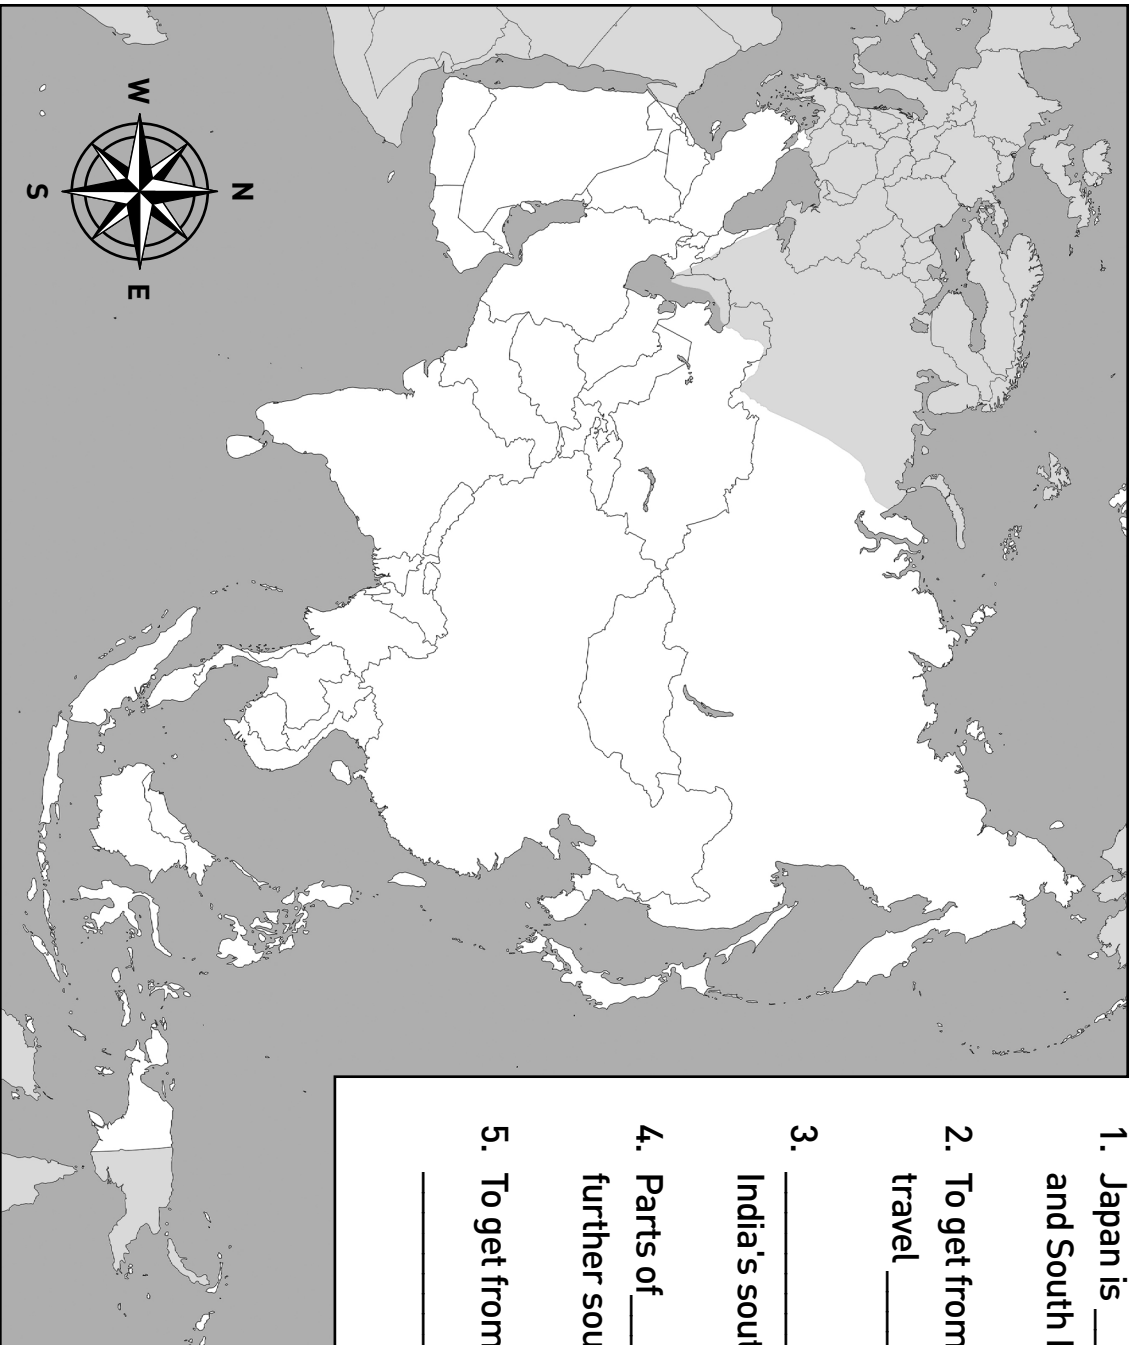 N
W
E
S
1. Japan is
and South
2. To get from
travel
3.
India's sout
4. Parts of
further sou
5. To get from